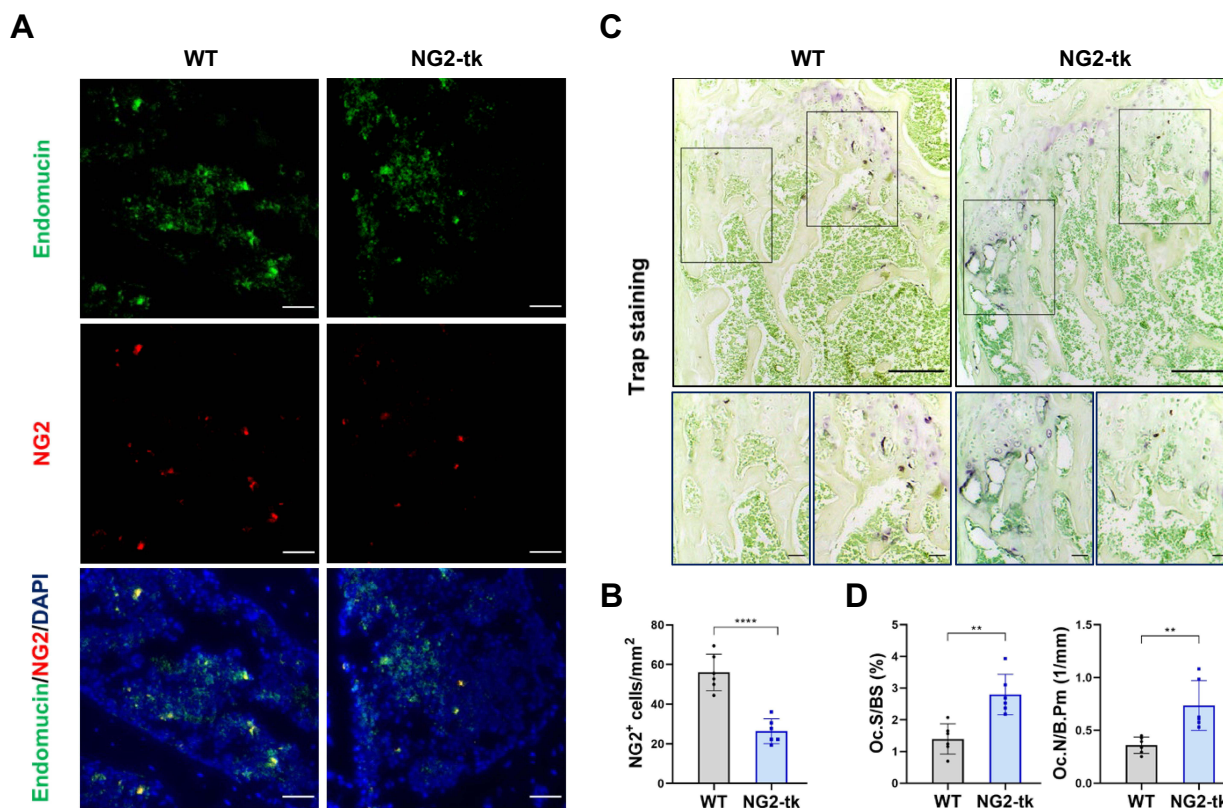 A
WT
NG2-tk
Endomucin
NG2
Endomucin/NG2/DAPI
C
WT
NG2-tk
Trap staining
B
NG2⁺ cells/mm²
80
60
40
20
0
****
WT
NG2-tk
D
Oc.S/BS (%)
5
4
3
2
1
0
**
WT
NG2-tk
Oc.N/B.Pm (1/mm)
1.5
1.0
0.5
0.0
**
WT
NG2-tk